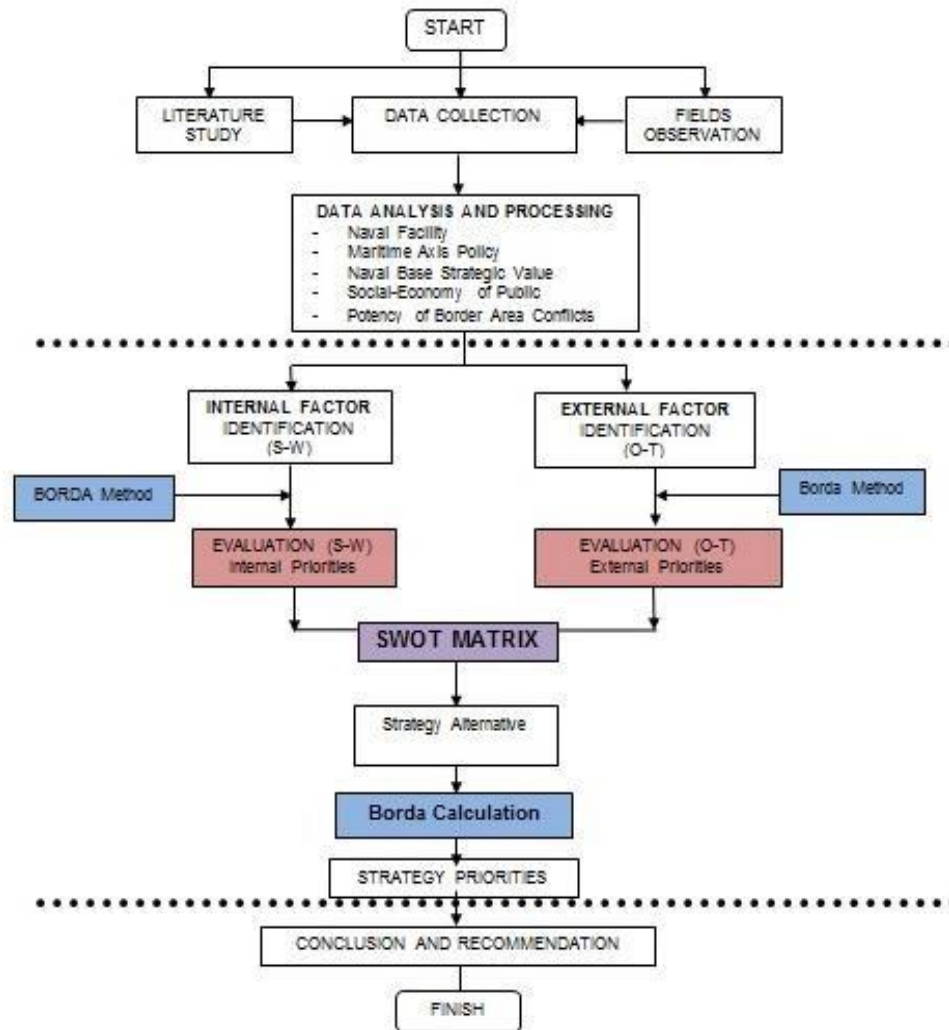 START
LITERATURE
STUDY
DATA COLLECTION
FIELDS
OBSERVATION
DATA ANALYSIS AND PROCESSING
- Naval Facility
- Maritime Axis Policy
- Naval Base Strategic Value
- Social-Economy of Public
- Potency of Border Area Conflicts
INTERNAL FACTOR
IDENTIFICATION
(S-W)
EXTERNAL FACTOR
IDENTIFICATION
(O-T)
BORDA Method
Borda Method
EVALUATION (S-W)
Internal Priorities
EVALUATION (O-T)
External Priorities
SWOT MATRIX
Strategy Alternative
Borda Calculation
STRATEGY PRIORITIES
CONCLUSION AND RECOMMENDATION
FINISH